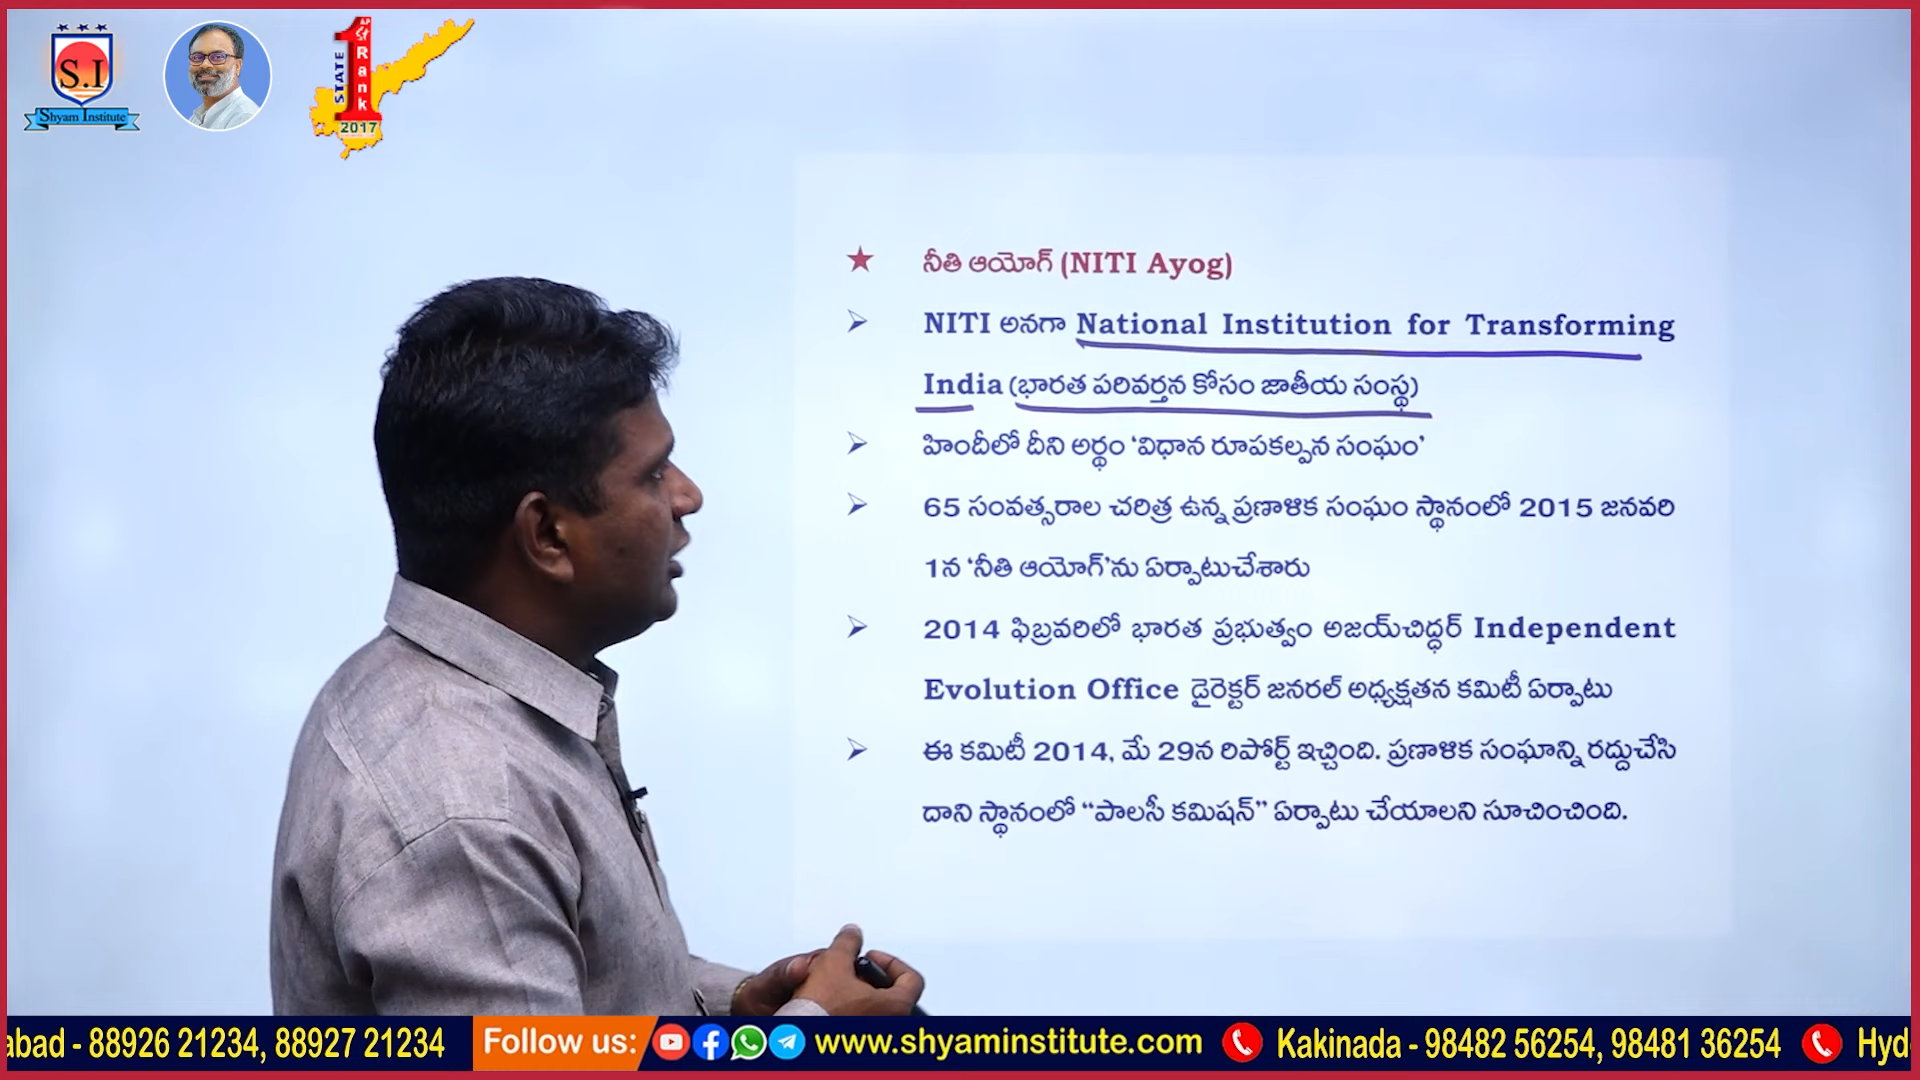 S.I
Shyam Institute
STATE
1
AP
St
Rank
2017
★ నీతి ఆయోగ్ (NITI Ayog)
➢ NITI అనగా National Institution for Transforming
India (భారత పరివర్తన కోసం జాతీయ సంస్థ)
➢ హిందీలో దీని అర్థం ‘విధాన రూపకల్పన సంఘం’
➢ 65 సంవత్సరాల చరిత్ర ఉన్న ప్రణాళిక సంఘం స్థానంలో 2015 జనవరి
1న ‘నీతి ఆయోగ్’ను ఏర్పాటుచేశారు
➢ 2014 ఫిబ్రవరిలో భారత ప్రభుత్వం అజయ్‌చిద్ధర్ Independent
Evolution Office డైరెక్టర్ జనరల్ అధ్యక్షతన కమిటీ ఏర్పాటు
➢ ఈ కమిటీ 2014, మే 29న రిపోర్ట్ ఇచ్చింది. ప్రణాళిక సంఘాన్ని రద్దుచేసి
దాని స్థానంలో “పాలసీ కమిషన్” ఏర్పాటు చేయాలని సూచించింది.
abad - 88926 21234, 88927 21234 Follow us: www.shyaminstitute.com Kakinada - 98482 56254, 98481 36254 Hyd